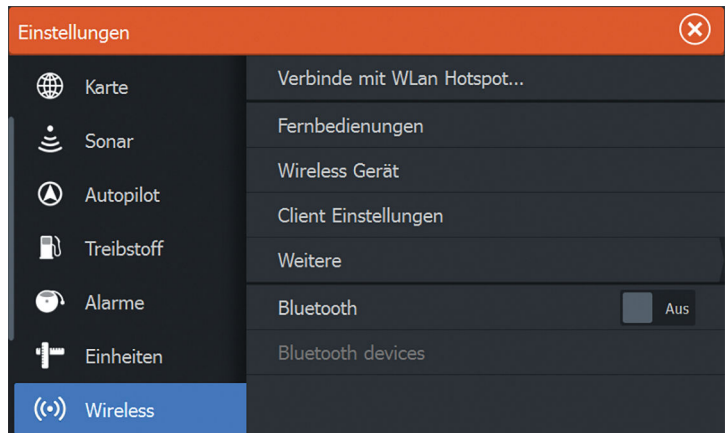 Einstellungen
Karte
Sonar
Autopilot
Treibstoff
Alarme
Einheiten
Wireless
Verbinde mit WLan Hotspot...
Fernbedienungen
Wireless Gerät
Client Einstellungen
Weitere
Bluetooth
Aus
Bluetooth devices